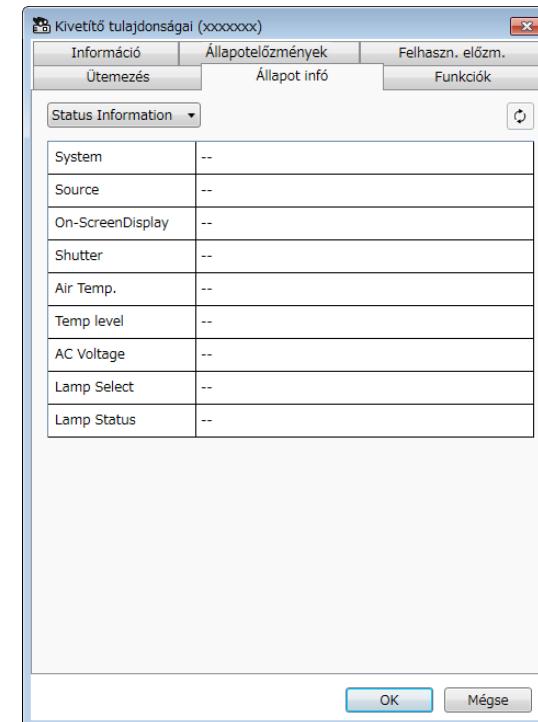 Kivetítő tulajdonságai (xxxxxxx)
Információ Állapotelőzmények Felhaszn. előzm.
Ütemezés Állapot infó Funkciók
Status Information
System --
Source --
On-ScreenDisplay --
Shutter --
Air Temp. --
Temp level --
AC Voltage --
Lamp Select --
Lamp Status --
OK Mégse